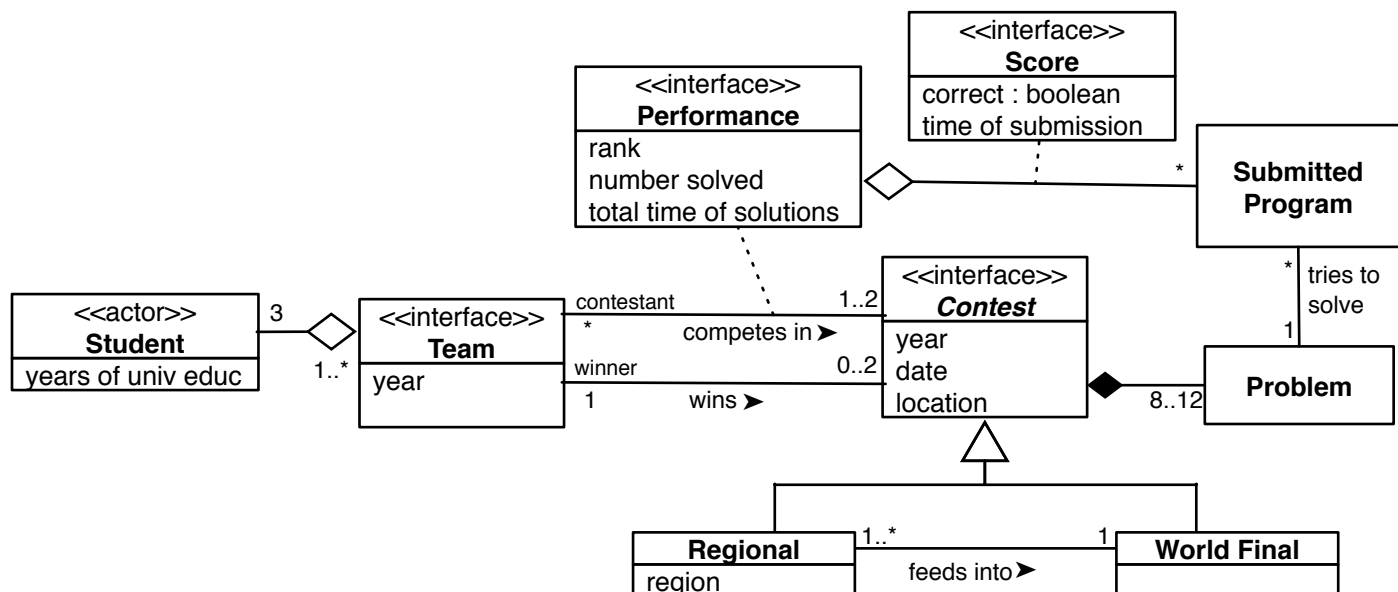 <<interface>>
Score
correct : boolean
time of submission
<<interface>>
Performance
rank
number solved
total time of solutions
*
Submitted
Program
*
tries to
solve
1
<<actor>>
Student
years of univ educ
3
1..*
<<interface>>
Team
year
contestant
*
competes in ➤
1..2
winner
1
wins ➤
0..2
<<interface>>
Contest
year
date
location
8..12
Problem
Regional
region
1..*
feeds into ➤
1
World Final